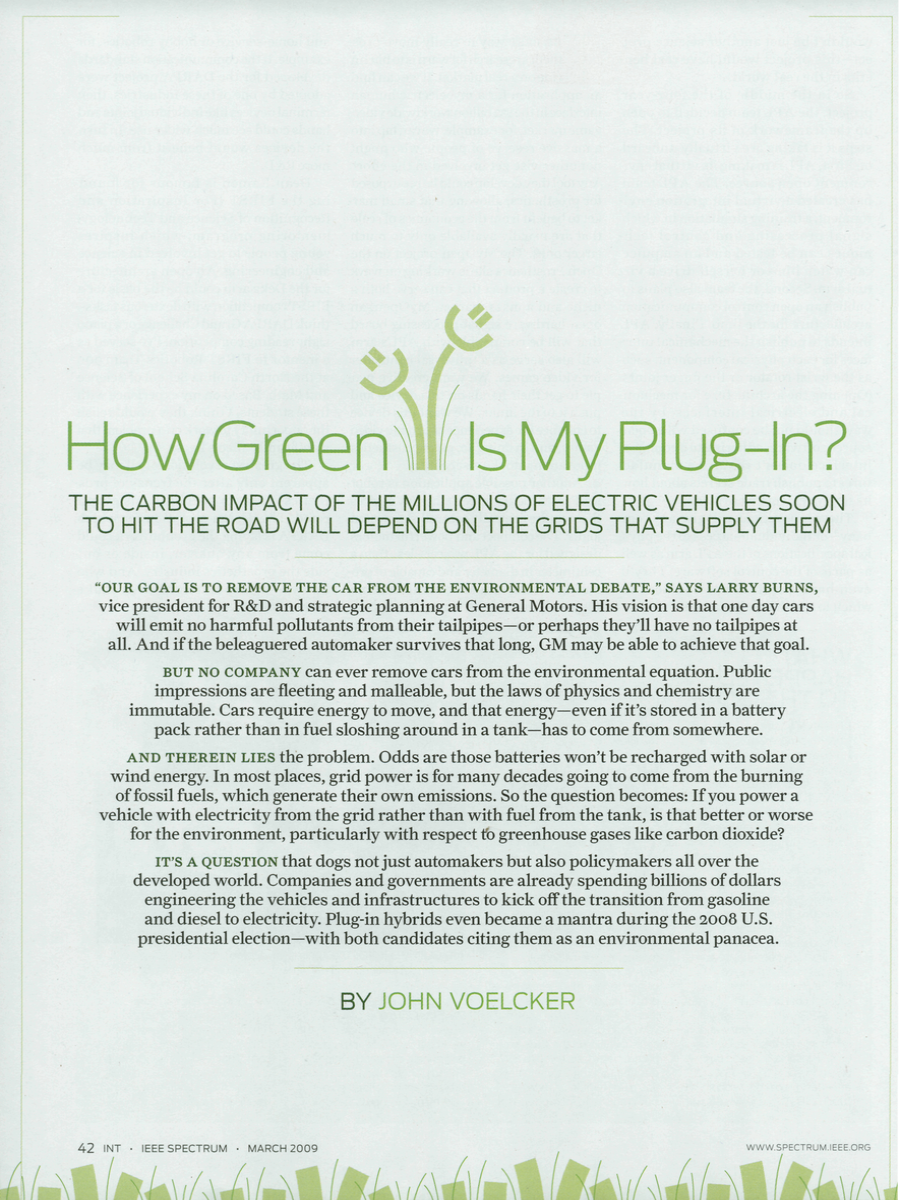 How Green Is My Plug-In?
THE CARBON IMPACT OF THE MILLIONS OF ELECTRIC VEHICLES SOON
TO HIT THE ROAD WILL DEPEND ON THE GRIDS THAT SUPPLY THEM
“OUR GOAL IS TO REMOVE THE CAR FROM THE ENVIRONMENTAL DEBATE,” SAYS LARRY BURNS,
vice president for R&D and strategic planning at General Motors. His vision is that one day cars
will emit no harmful pollutants from their tailpipes—or perhaps they’ll have no tailpipes at
all. And if the beleaguered automaker survives that long, GM may be able to achieve that goal.
BUT NO COMPANY can ever remove cars from the environmental equation. Public
impressions are fleeting and malleable, but the laws of physics and chemistry are
immutable. Cars require energy to move, and that energy—even if it’s stored in a battery
pack rather than in fuel sloshing around in a tank—has to come from somewhere.
AND THEREIN LIES the problem. Odds are those batteries won’t be recharged with solar or
wind energy. In most places, grid power is for many decades going to come from the burning
of fossil fuels, which generate their own emissions. So the question becomes: If you power a
vehicle with electricity from the grid rather than with fuel from the tank, is that better or worse
for the environment, particularly with respect to greenhouse gases like carbon dioxide?
IT’S A QUESTION that dogs not just automakers but also policymakers all over the
developed world. Companies and governments are already spending billions of dollars
engineering the vehicles and infrastructures to kick off the transition from gasoline
and diesel to electricity. Plug-in hybrids even became a mantra during the 2008 U.S.
presidential election—with both candidates citing them as an environmental panacea.
BY JOHN VOELCKER
42 INT · IEEE SPECTRUM · MARCH 2009
WWW.SPECTRUM.IEEE.ORG